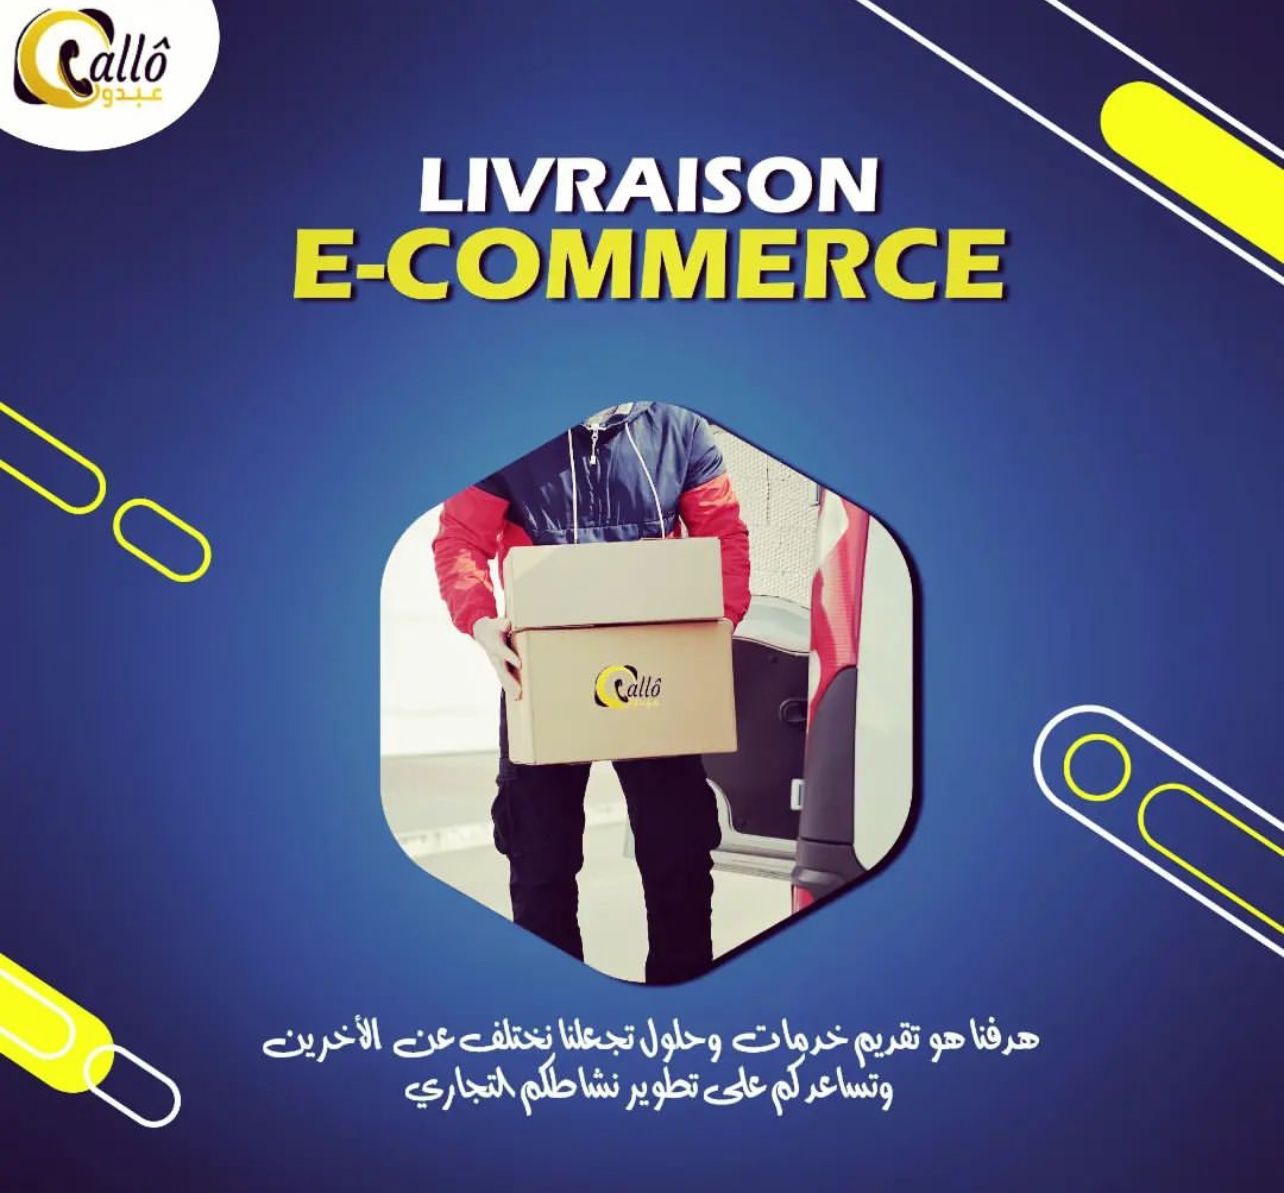 allô
عبدو
LIVRAISON
E-COMMERCE
allô
عبدو
هدفنا هو تقديم خدمات وحلول تجعلنا نختلف عن الأخرين
وتساعدكم على تطوير نشاطكم التجاري